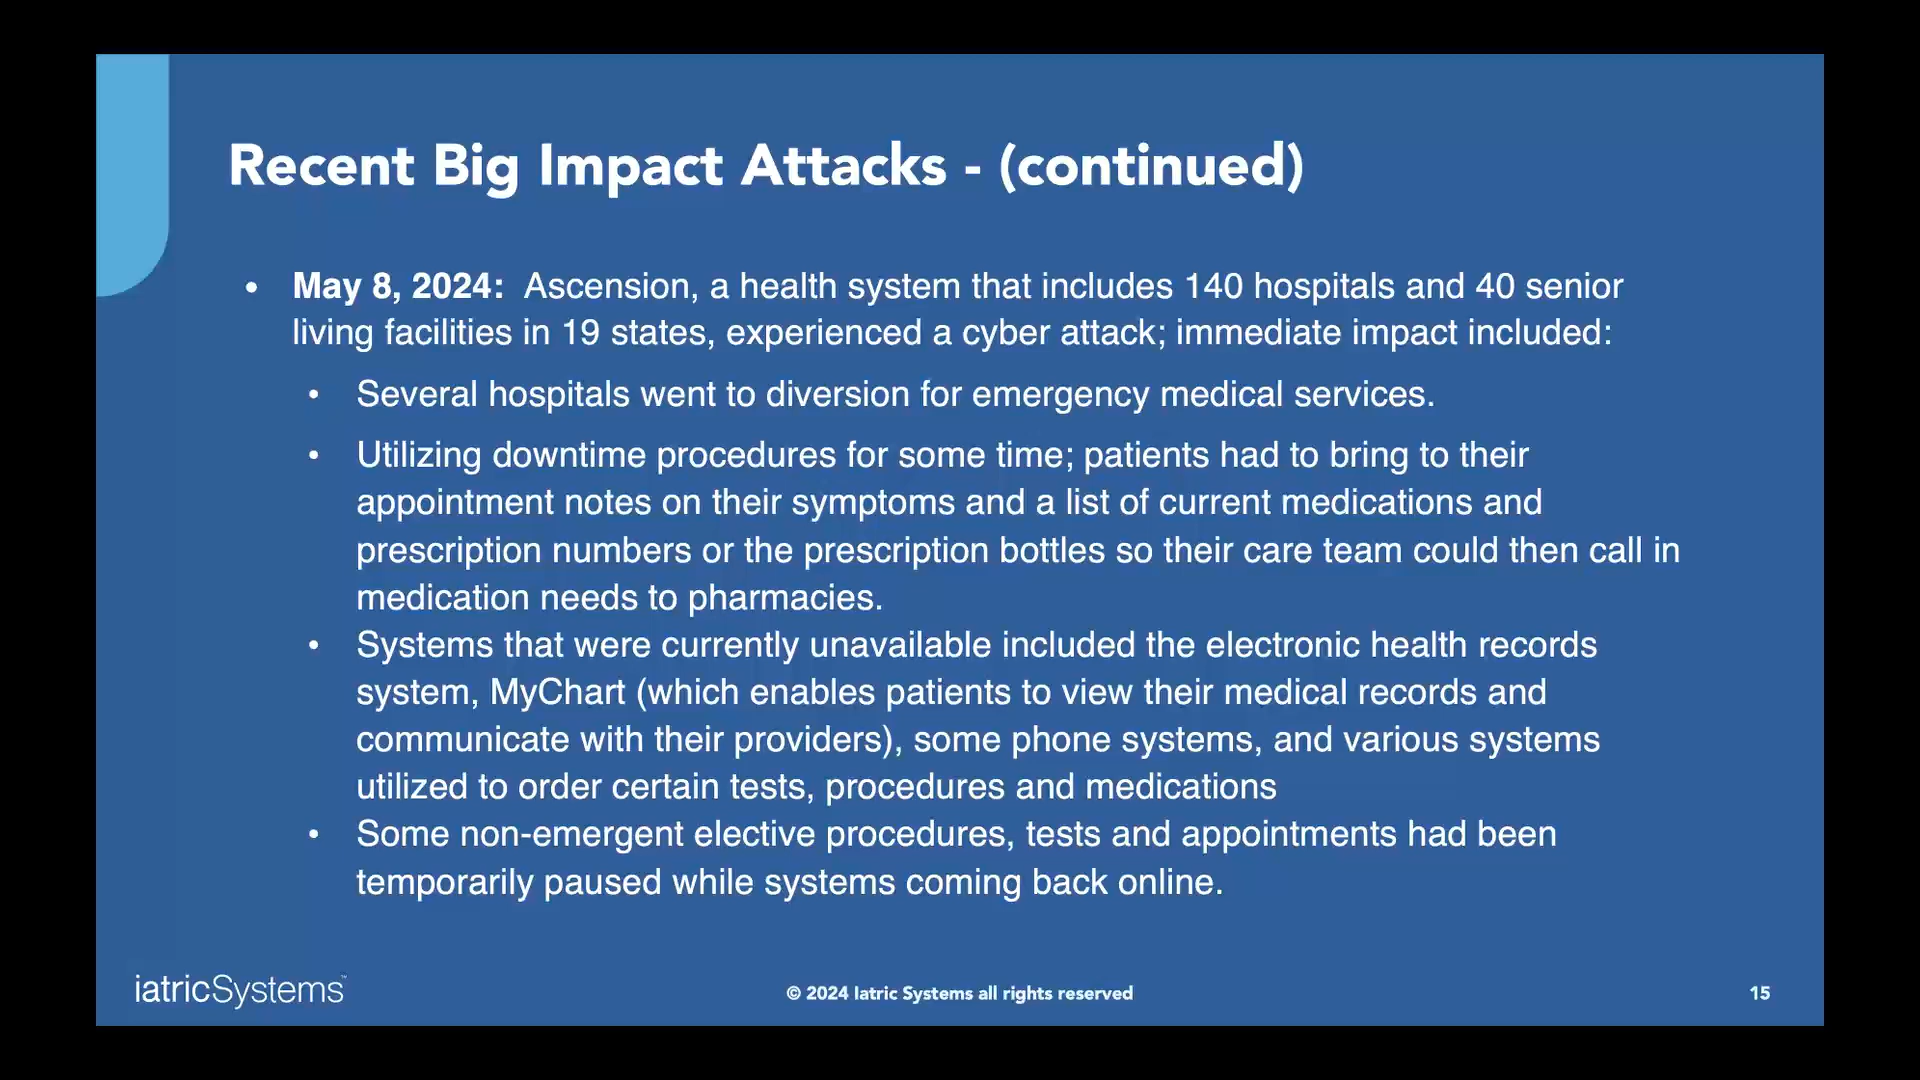 Recent Big Impact Attacks - (continued)
• May 8, 2024: Ascension, a health system that includes 140 hospitals and 40 senior
living facilities in 19 states, experienced a cyber attack; immediate impact included:
• Several hospitals went to diversion for emergency medical services.
• Utilizing downtime procedures for some time; patients had to bring to their
appointment notes on their symptoms and a list of current medications and
prescription numbers or the prescription bottles so their care team could then call in
medication needs to pharmacies.
• Systems that were currently unavailable included the electronic health records
system, MyChart (which enables patients to view their medical records and
communicate with their providers), some phone systems, and various systems
utilized to order certain tests, procedures and medications
• Some non-emergent elective procedures, tests and appointments had been
temporarily paused while systems coming back online.
iatricSystems™
© 2024 Iatric Systems all rights reserved
15